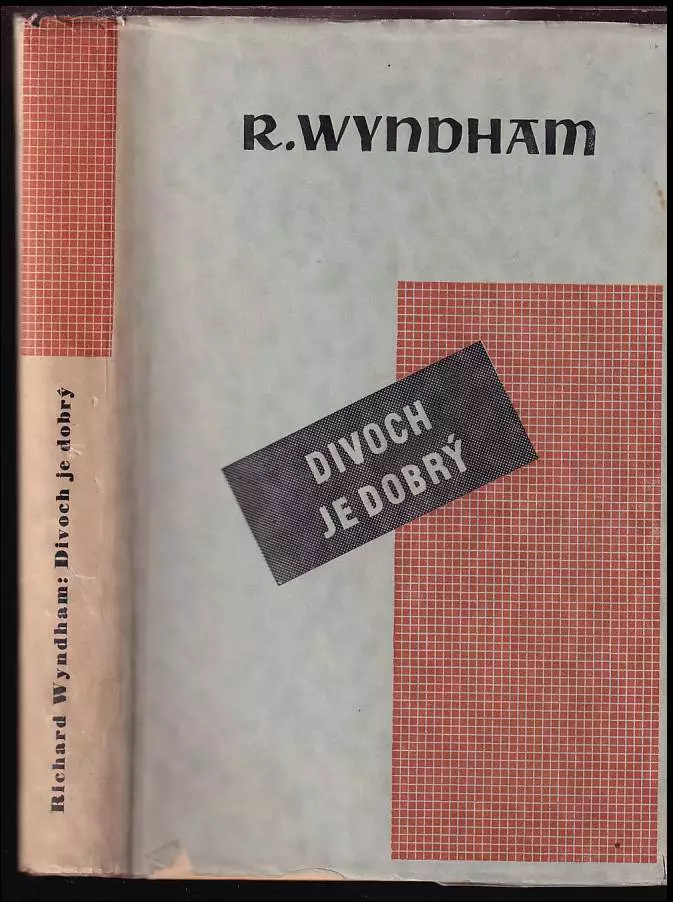 R. WYNDHAM
DIVOCH
JE DOBRÝ
Richard Wyndham: Divoch je dobrý